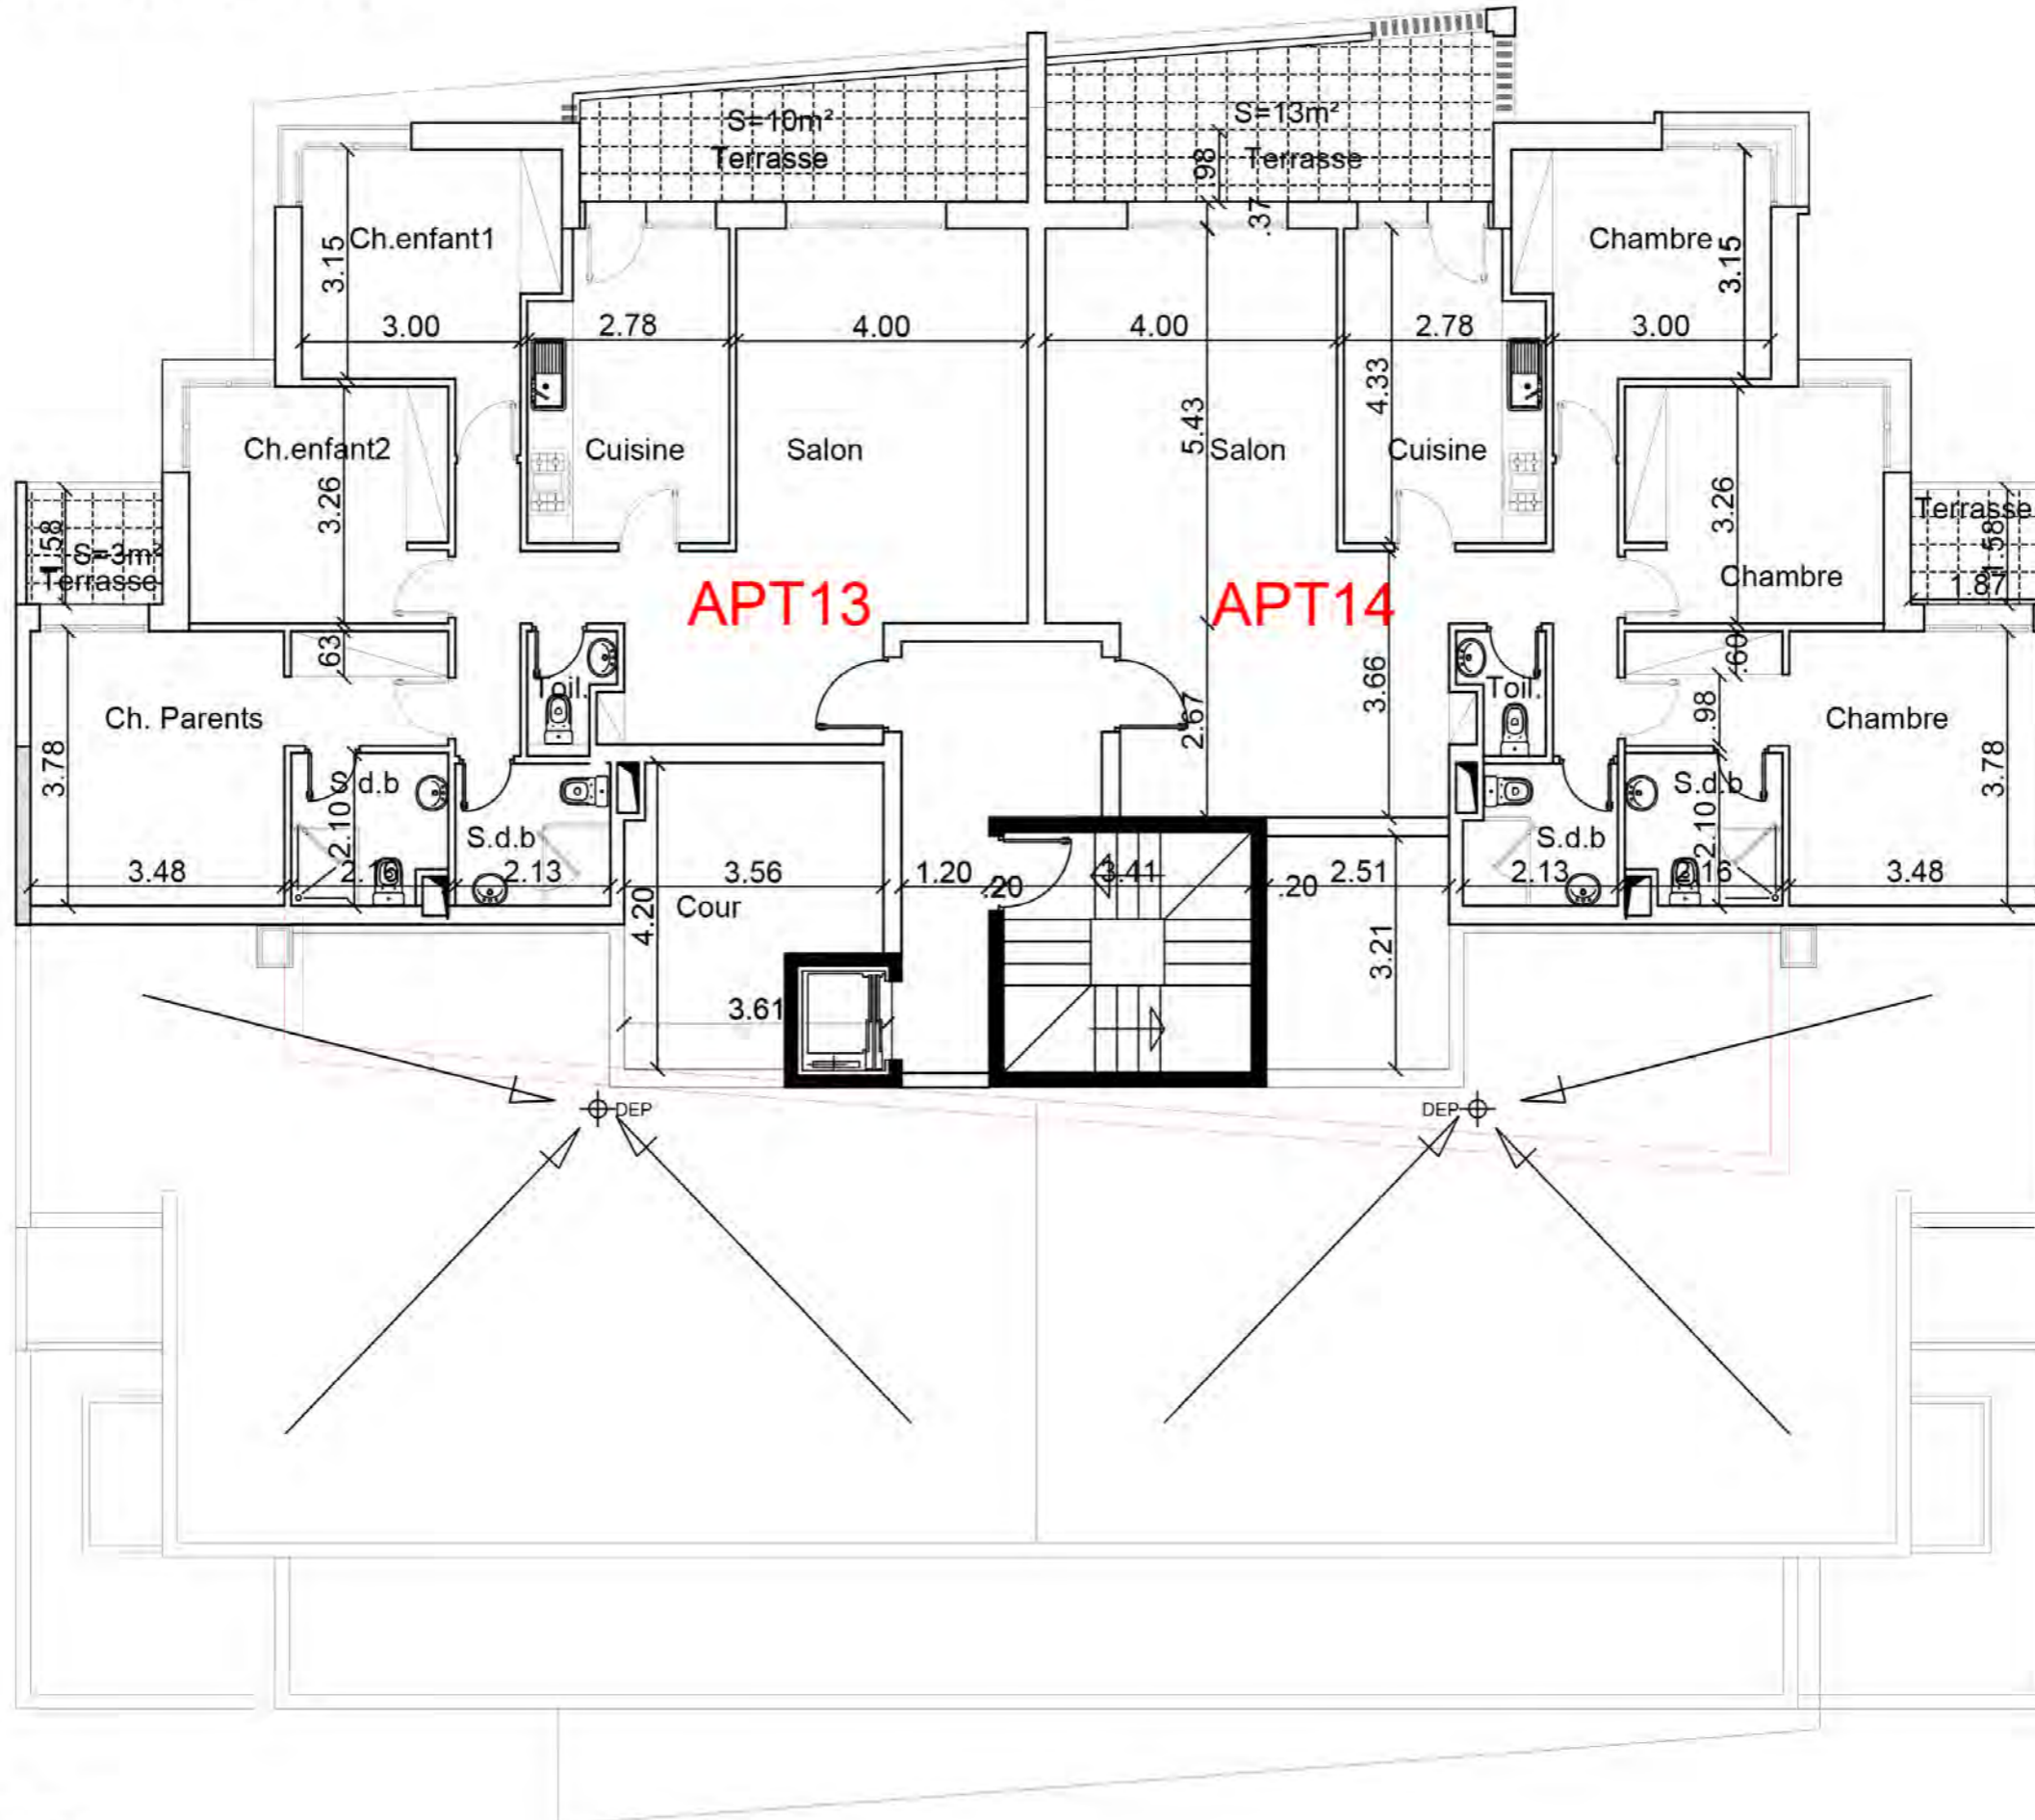 S=10m²
Terrasse
S=13m²
Terrasse
.98
.37
Ch.enfant1
3.15
Chambre
3.15
3.00
2.78
4.00
4.00
2.78
3.00
4.33
5.43
Ch.enfant2
Cuisine
Salon
Salon
Cuisine
3.26
3.26
1.58
S=3m²
Terrasse
Terrasse
1.58
1.87
Chambre
APT13
APT14
.63
.60
3.66
2.67
Toil.
Ch. Parents
.98
Chambre
3.78
3.78
S.d.b
2.10
S.d.b
S.d.b
2.10
S.d.b
3.48
2.13
3.56
1.20
.20
3.41
.20
2.51
2.13
2.16
3.48
Cour
4.20
3.21
3.61
DEP
DEP